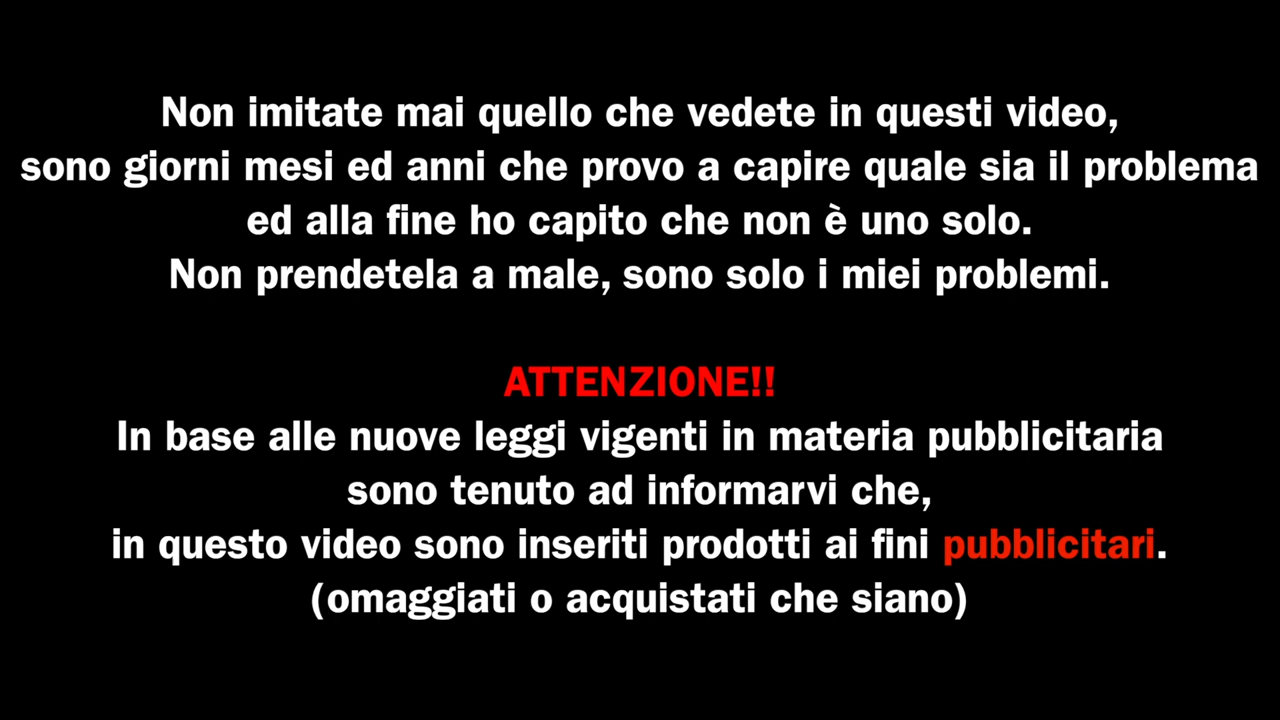 Non imitate mai quello che vedete in questi video,
sono giorni mesi ed anni che provo a capire quale sia il problema
ed alla fine ho capito che non è uno solo.
Non prendetela a male, sono solo i miei problemi.
ATTENZIONE!!
In base alle nuove leggi vigenti in materia pubblicitaria
sono tenuto ad informarvi che,
in questo video sono inseriti prodotti ai fini pubblicitari.
(omaggiati o acquistati che siano)